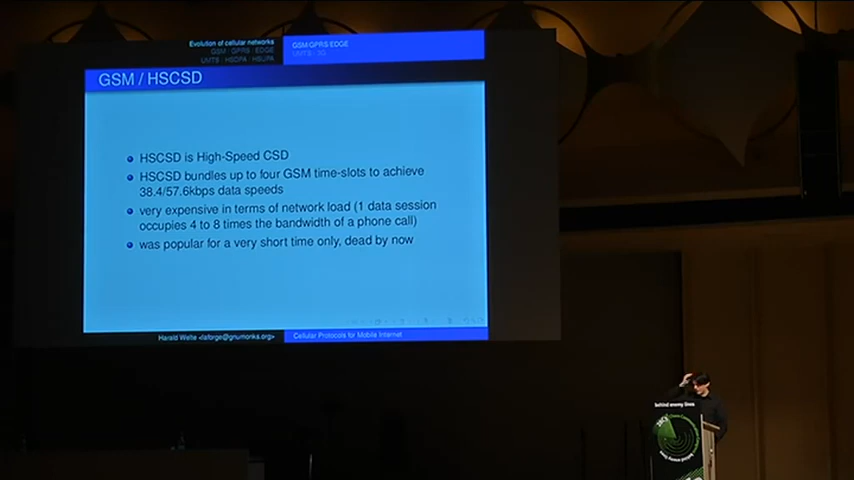 Evolution of cellular networks
GSM / GPRS / EDGE
UMTS / HSDPA / HSUPA
GSM/GPRS/EDGE
UMTS / 3G
GSM / HSCSD
HSCSD is High-Speed CSD
HSCSD bundles up to four GSM time-slots to achieve
38.4/57.6kbps data speeds
very expensive in terms of network load (1 data session
occupies 4 to 8 times the bandwidth of a phone call)
was popular for a very short time only, dead by now
Harald Welte <laforge@gnumonks.org>
Cellular Protocols for Mobile Internet
behind enemy lines